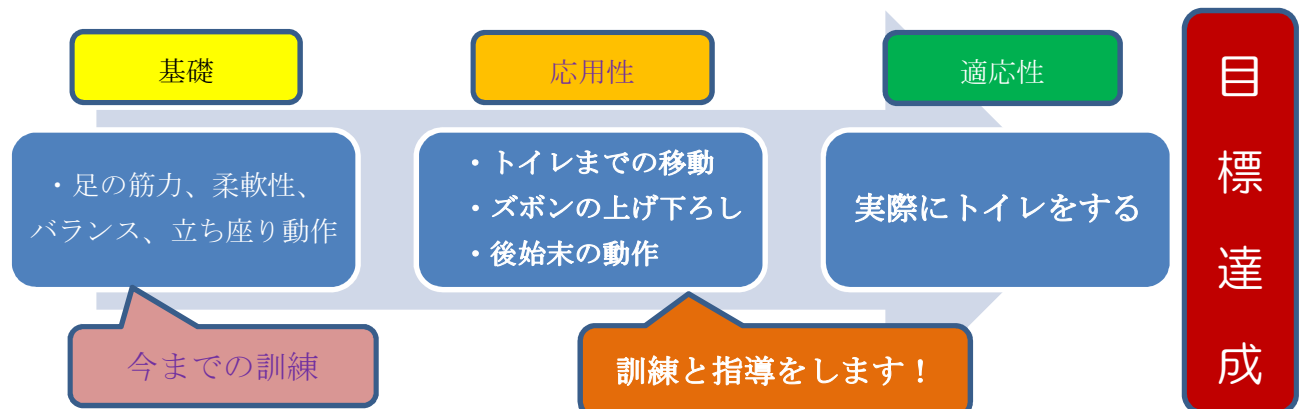 基礎
応用性
適応性
・足の筋力、柔軟性、
バランス、立ち座り動作
・トイレまでの移動
・ズボンの上げ下ろし
・後始末の動作
実際にトイレをする
今までの訓練
訓練と指導をします！
目標達成